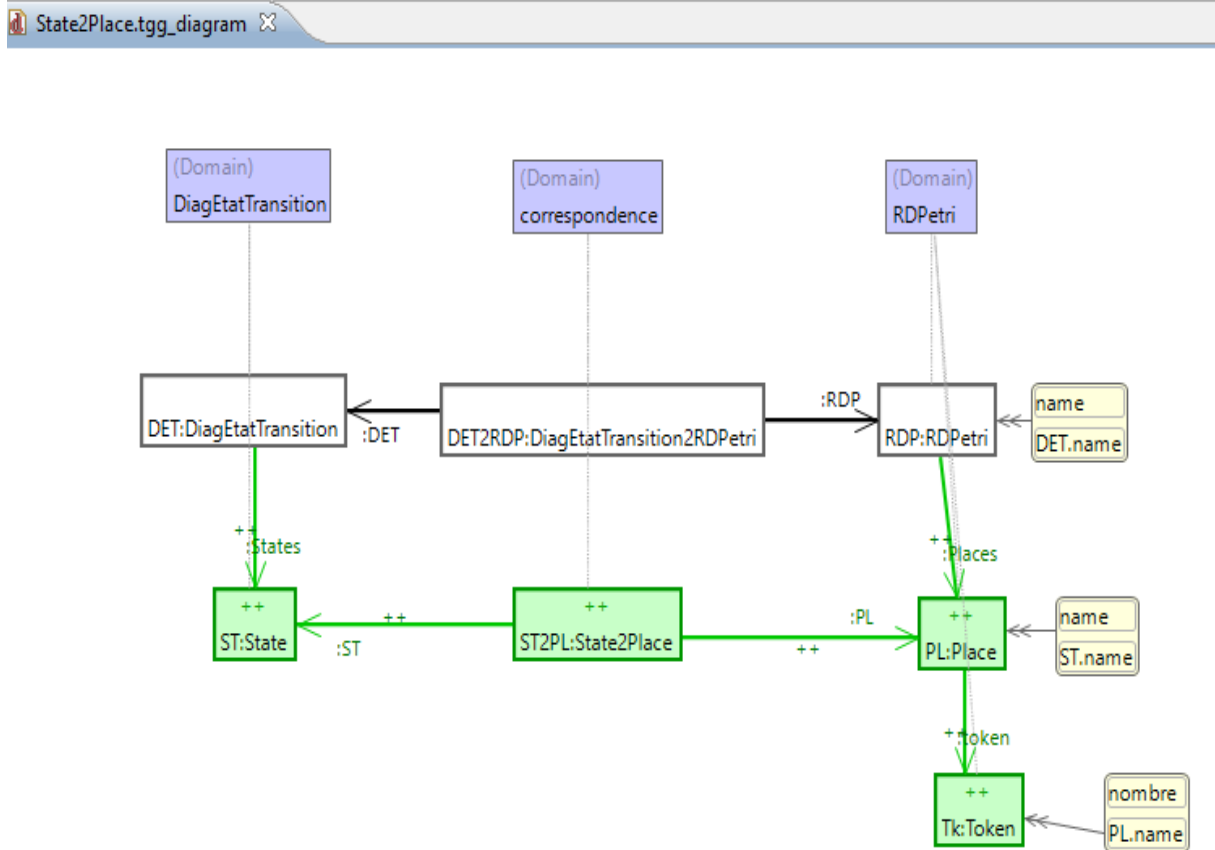 State2Place.tgg_diagram
(Domain)
DiagEtatTransition
(Domain)
correspondence
(Domain)
RDPetri
DET:DiagEtatTransition
:DET
DET2RDP:DiagEtatTransition2RDPetri
:RDP
RDP:RDPetri
name
DET.name
++
:States
++
:Places
++
ST:State
++
:ST
++
ST2PL:State2Place
:PL
++
++
PL:Place
name
ST.name
++
:token
++
Tk:Token
nombre
PL.name